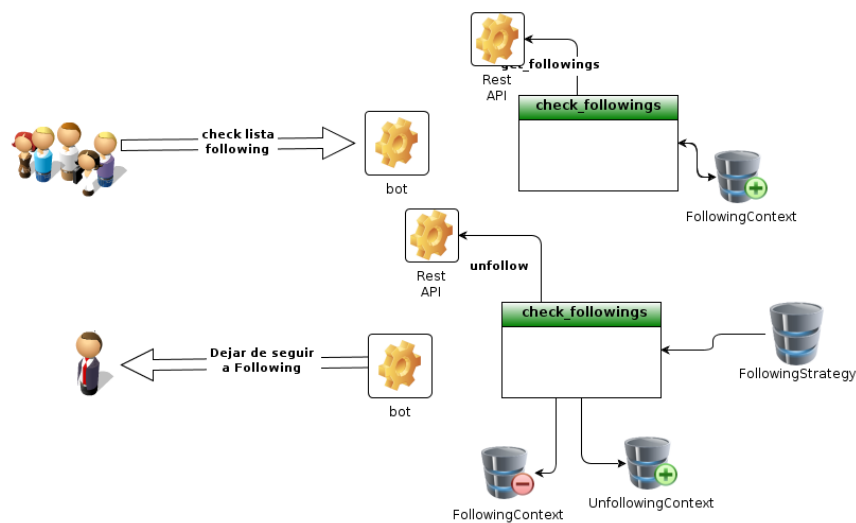 get_followings
Rest
API
check_followings
check lista
following
bot
FollowingContext
Rest
API
unfollow
check_followings
Dejar de seguir
a Following
FollowingStrategy
bot
FollowingContext
UnfollowingContext